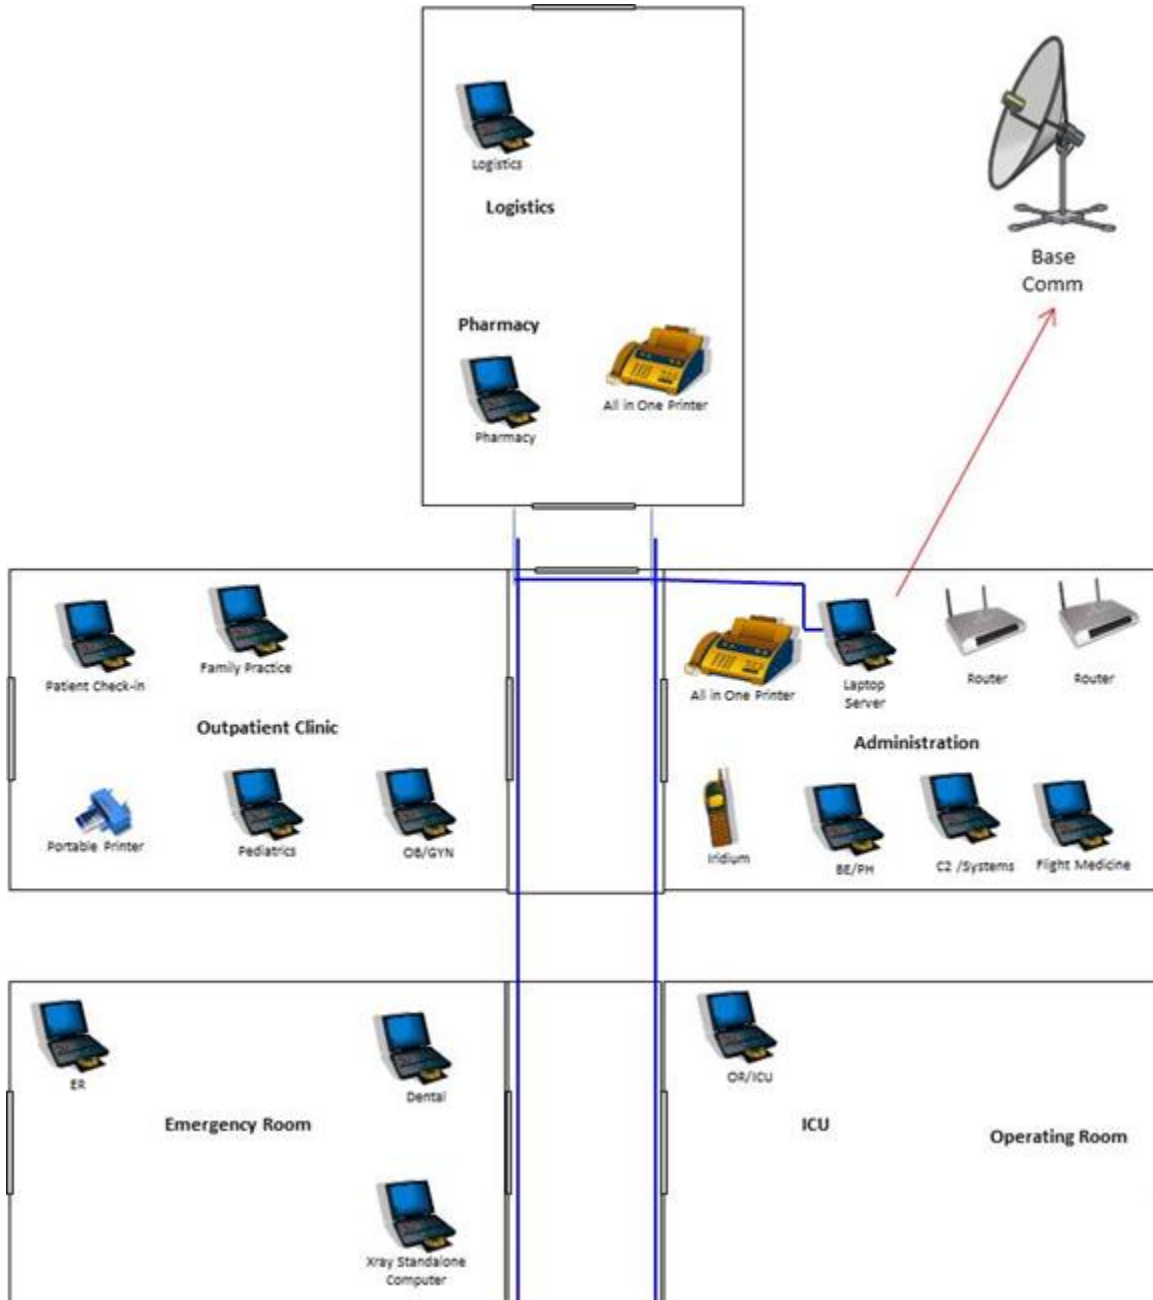 Logistics
Logistics
Base
Comm
Pharmacy
All in One Printer
Pharmacy
Patient Check-in
Family Practice
Outpatient Clinic
Portable Printer
Pediatrics
OB/GYN
All in One Printer
Laptop
Server
Router
Router
Administration
Iridium
BE/PH
C2 /Systems
Flight Medicine
ER
Dental
Emergency Room
Xray Standalone
Computer
OR/ICU
ICU
Operating Room